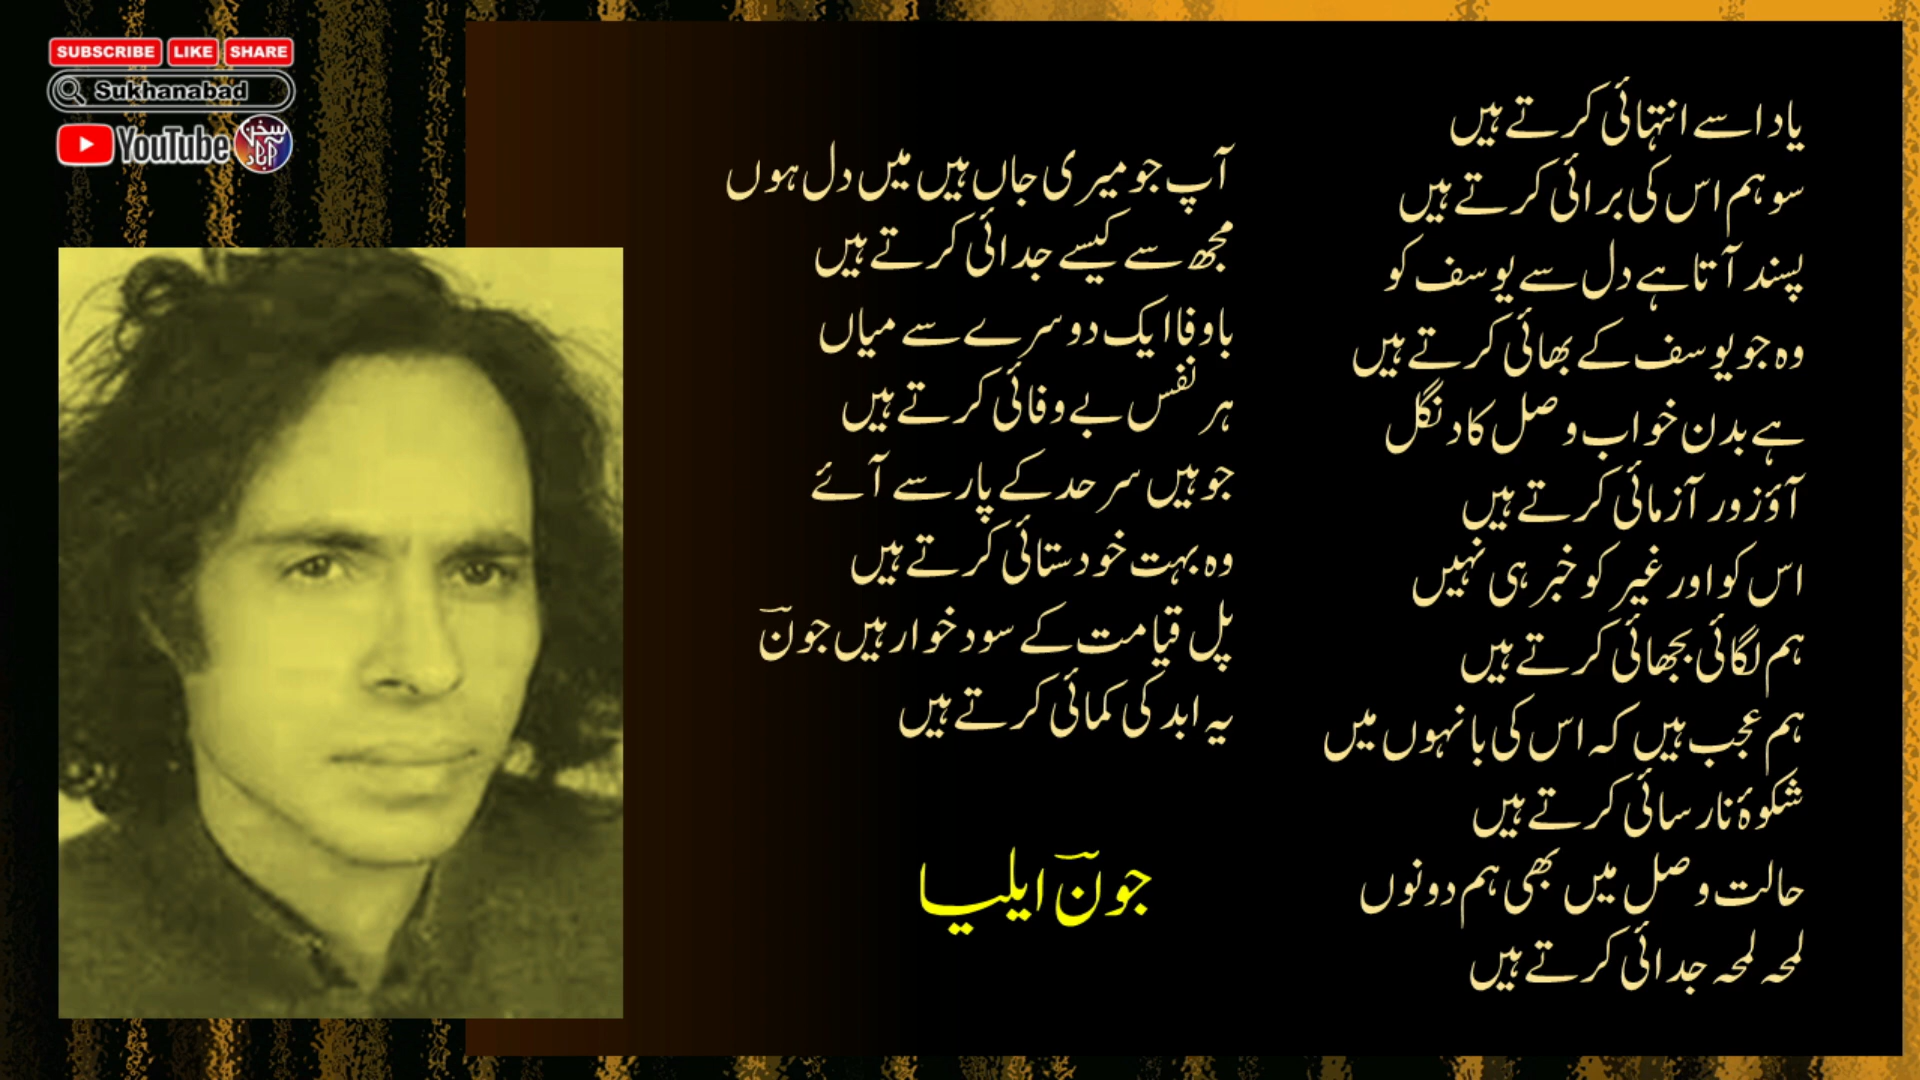 SUBSCRIBE LIKE SHARE
Sukhanabad
YouTube سخن آباد
یاد اسے انتہائی کرتے ہیں
سو ہم اس کی برائی کرتے ہیں
پسند آتا ہے دل سے یوسف کو
وہ جو یوسف کے بھائی کرتے ہیں
ہے بدن خواب وصل کا دنگل
آؤ زور آزمائی کرتے ہیں
اس کو اور غیر کو خبر ہی نہیں
ہم لگائی بجھائی کرتے ہیں
ہم عجب ہیں کہ اس کی بانہوں میں
شکوۂ نارسائی کرتے ہیں
حالت وصل میں بھی ہم دونوں
لمحہ لمحہ جدائی کرتے ہیں
آپ جو میری جاں ہیں میں دل ہوں
مجھ سے کیسے جدائی کرتے ہیں
باوفا ایک دوسرے سے میاں
ہر نفس بے وفائی کرتے ہیں
جو ہیں سرحد کے پار سے آئے
وہ بہت خود ستائی کرتے ہیں
پل قیامت کے سود خوار ہیں جونؔ
یہ ابد کی کمائی کرتے ہیں
جونؔ ایلیا